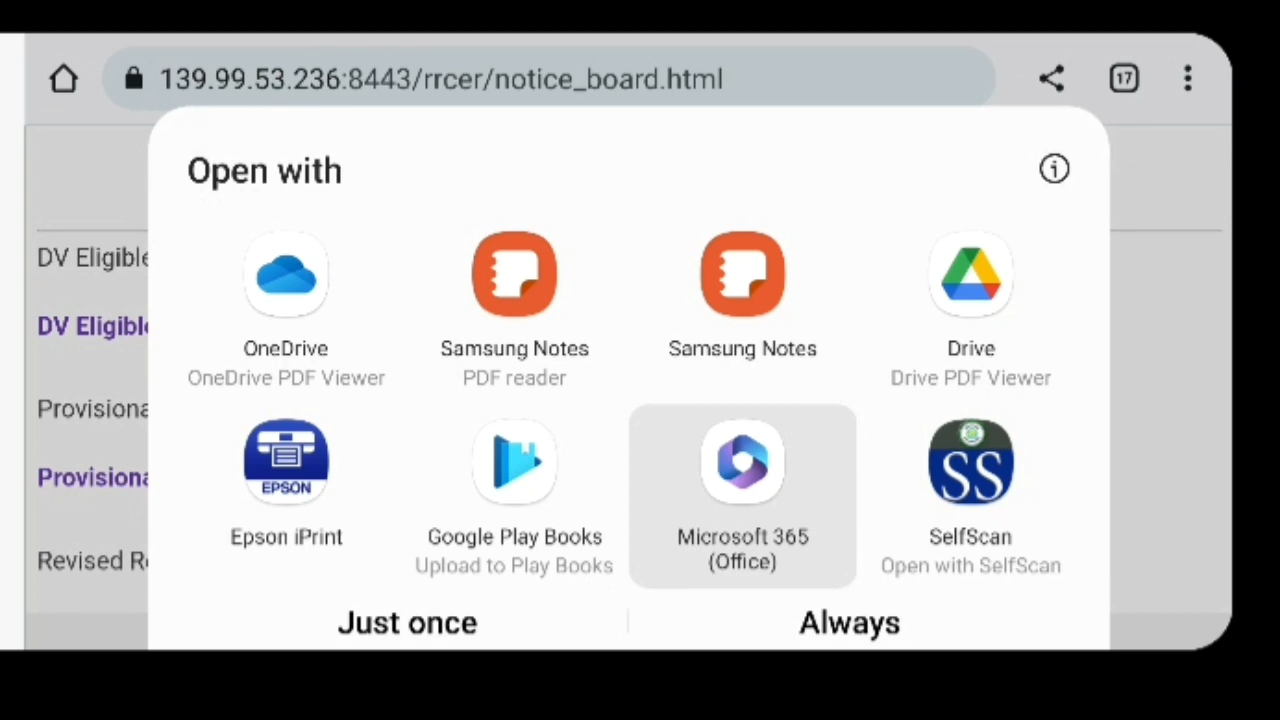 139.99.53.236:8443/rrcer/notice_board.html
17
Open with
DV Eligible
DV Eligible
Provisiona
Provisiona
Revised R
OneDrive
OneDrive PDF Viewer
Samsung Notes
PDF reader
Samsung Notes
Drive
Drive PDF Viewer
EPSON
Epson iPrint
Google Play Books
Upload to Play Books
Microsoft 365
(Office)
SS
SelfScan
Open with SelfScan
Just once
Always